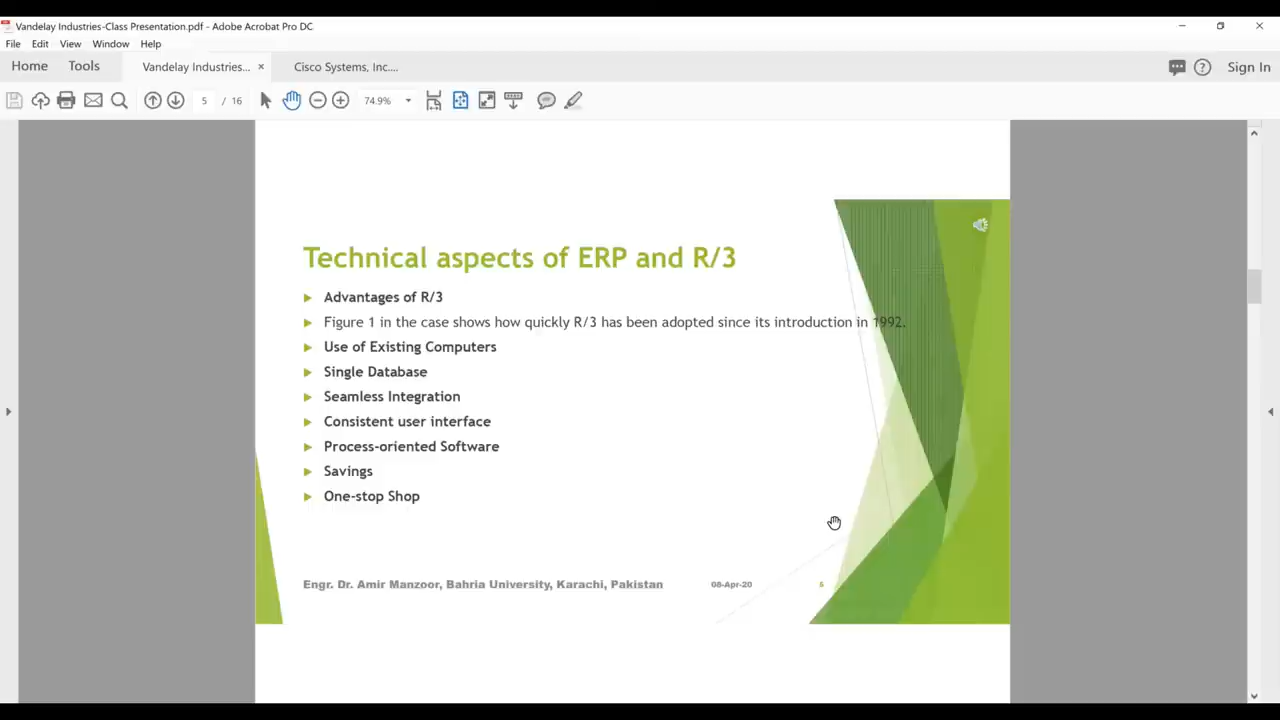 Vandelay Industries-Class Presentation.pdf - Adobe Acrobat Pro DC
File Edit View Window Help
Home Tools Vandelay Industries... × Cisco Systems, Inc.... Sign In
5 / 16 74.9%
Technical aspects of ERP and R/3
Advantages of R/3
Figure 1 in the case shows how quickly R/3 has been adopted since its introduction in 1992.
Use of Existing Computers
Single Database
Seamless Integration
Consistent user interface
Process-oriented Software
Savings
One-stop Shop
Engr. Dr. Amir Manzoor, Bahria University, Karachi, Pakistan 08-Apr-20 5